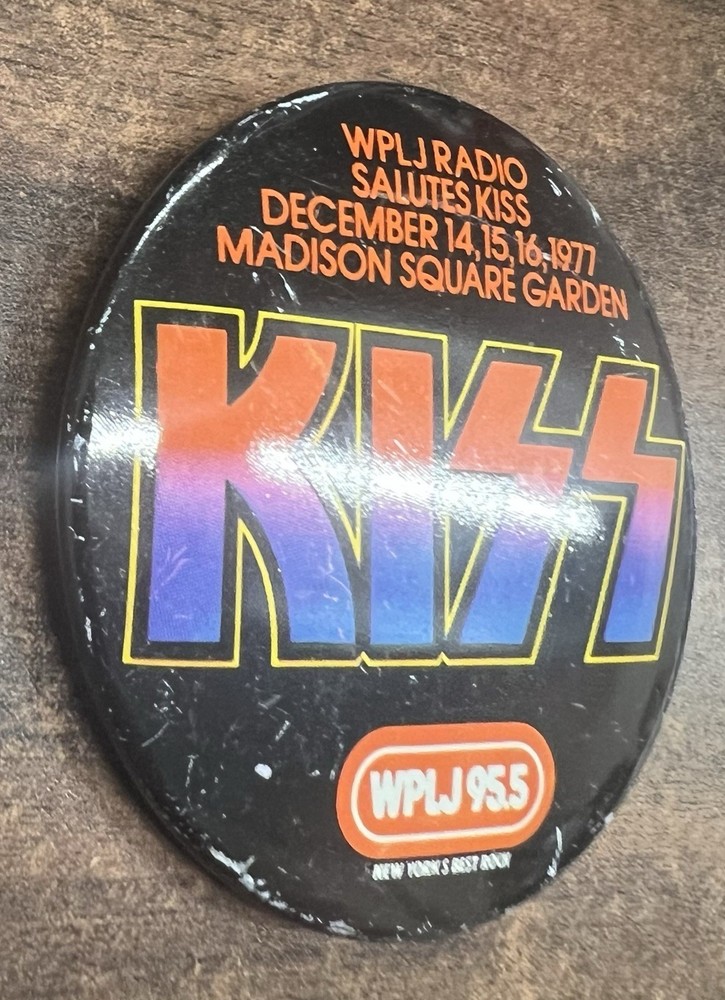 WPLJ RADIO
SALUTES KISS
DECEMBER 14,15,16,1977
MADISON SQUARE GARDEN
KISS
WPLJ 95.5
NEW YORK'S BEST ROCK